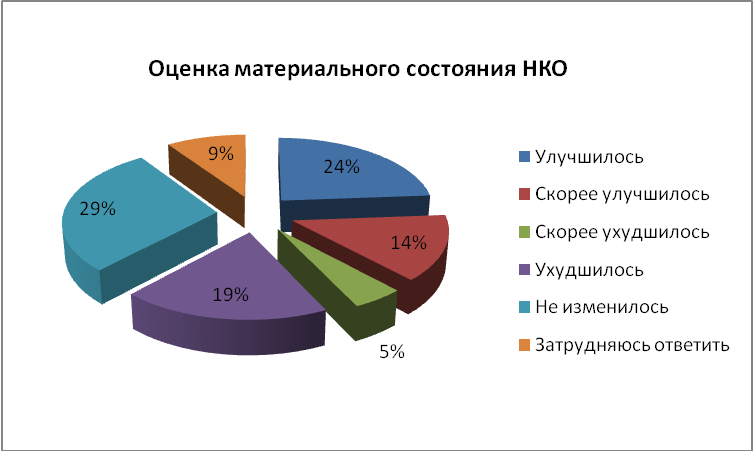 Оценка материального состояния НКО
9%
24%
29%
14%
19%
5%
Улучшилось
Скорее улучшилось
Скорее ухудшилось
Ухудшилось
Не изменилось
Затрудняюсь ответить